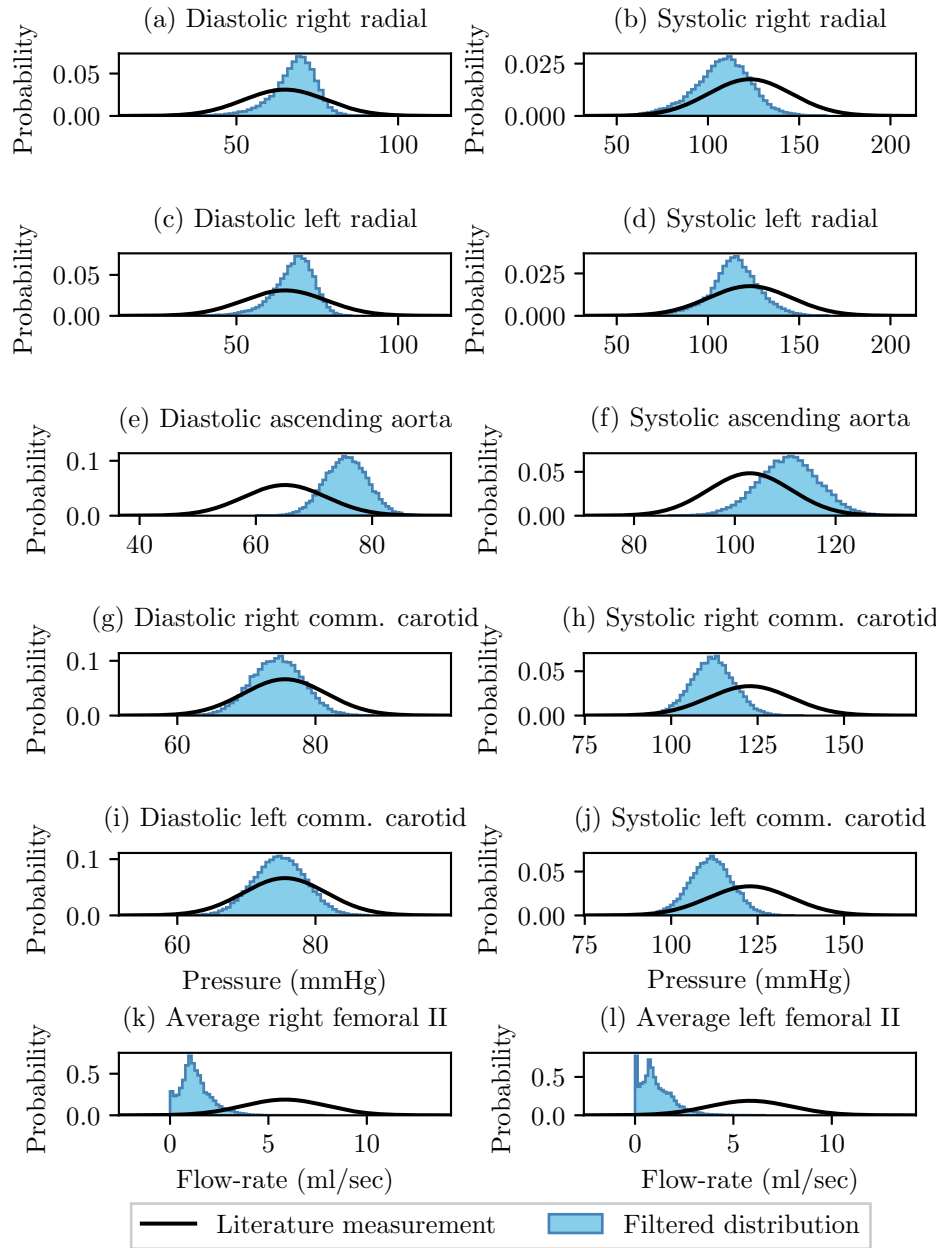 (a) Diastolic right radial
(b) Systolic right radial
Probability
0.05
0.00
50
100
Probability
0.025
0.000
50
100
150
200
(c) Diastolic left radial
(d) Systolic left radial
Probability
0.05
0.00
50
100
Probability
0.025
0.000
50
100
150
200
(e) Diastolic ascending aorta
(f) Systolic ascending aorta
Probability
0.1
0.0
40
60
80
Probability
0.05
0.00
80
100
120
(g) Diastolic right comm. carotid
(h) Systolic right comm. carotid
Probability
0.1
0.0
60
80
Probability
0.05
0.00
75
100
125
150
(i) Diastolic left comm. carotid
(j) Systolic left comm. carotid
Probability
0.1
0.0
60
80
Pressure (mmHg)
Probability
0.05
0.00
75
100
125
150
Pressure (mmHg)
(k) Average right femoral II
(l) Average left femoral II
Probability
0.5
0.0
0
5
10
Flow-rate (ml/sec)
Probability
0.5
0.0
0
5
10
Flow-rate (ml/sec)
Literature measurement
Filtered distribution